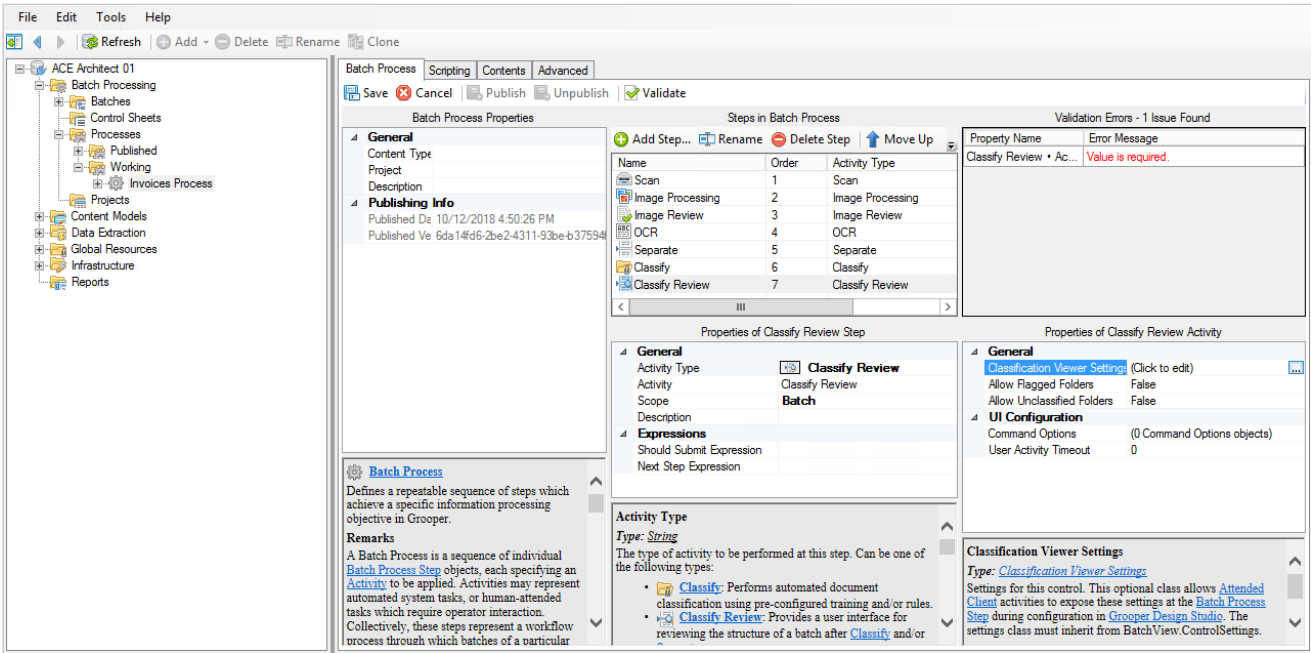 File Edit Tools Help
Refresh Add Delete Rename Clone
ACE Architect 01
Batch Processing
Batches
Control Sheets
Processes
Published
Working
Invoices Process
Projects
Content Models
Data Extraction
Global Resources
Infrastructure
Reports
Batch Process Scripting Contents Advanced
Save Cancel Publish Unpublish Validate
Batch Process Properties
General
Content Type
Project
Description
Publishing Info
Published Da 10/12/2018 4:50:26 PM
Published Ve 6da14fd6-2be2-4311-93be-b37594f
Batch Process
Defines a repeatable sequence of steps which
achieve a specific information processing
objective in Grooper.
Remarks
A Batch Process is a sequence of individual
Batch Process Step objects, each specifying an
Activity to be applied. Activities may represent
automated system tasks, or human-attended
tasks which require operator interaction.
Collectively, these steps represent a workflow
process through which batches of a particular
Steps in Batch Process
Add Step... Rename Delete Step Move Up
Name Order Activity Type
Scan 1 Scan
Image Processing 2 Image Processing
Image Review 3 Image Review
OCR 4 OCR
Separate 5 Separate
Classify 6 Classify
Classify Review 7 Classify Review
Properties of Classify Review Step
General
Activity Type Classify Review
Activity Classify Review
Scope Batch
Description
Expressions
Should Submit Expression
Next Step Expression
Activity Type
Type: String
The type of activity to be performed at this step. Can be one of
the following types:
• Classify: Performs automated document
classification using pre-configured training and/or rules.
• Classify Review: Provides a user interface for
reviewing the structure of a batch after Classify and/or
Validation Errors - 1 Issue Found
Property Name Error Message
Classify Review • Ac... Value is required.
Properties of Classify Review Activity
General
Classification Viewer Settings (Click to edit) ...
Allow Flagged Folders False
Allow Unclassified Folders False
UI Configuration
Command Options (0 Command Options objects)
User Activity Timeout 0
Classification Viewer Settings
Type: Classification Viewer Settings
Settings for this control. This optional class allows Attended
Client activities to expose these settings at the Batch Process
Step during configuration in Grooper Design Studio. The
settings class must inherit from BatchView.ControlSettings.